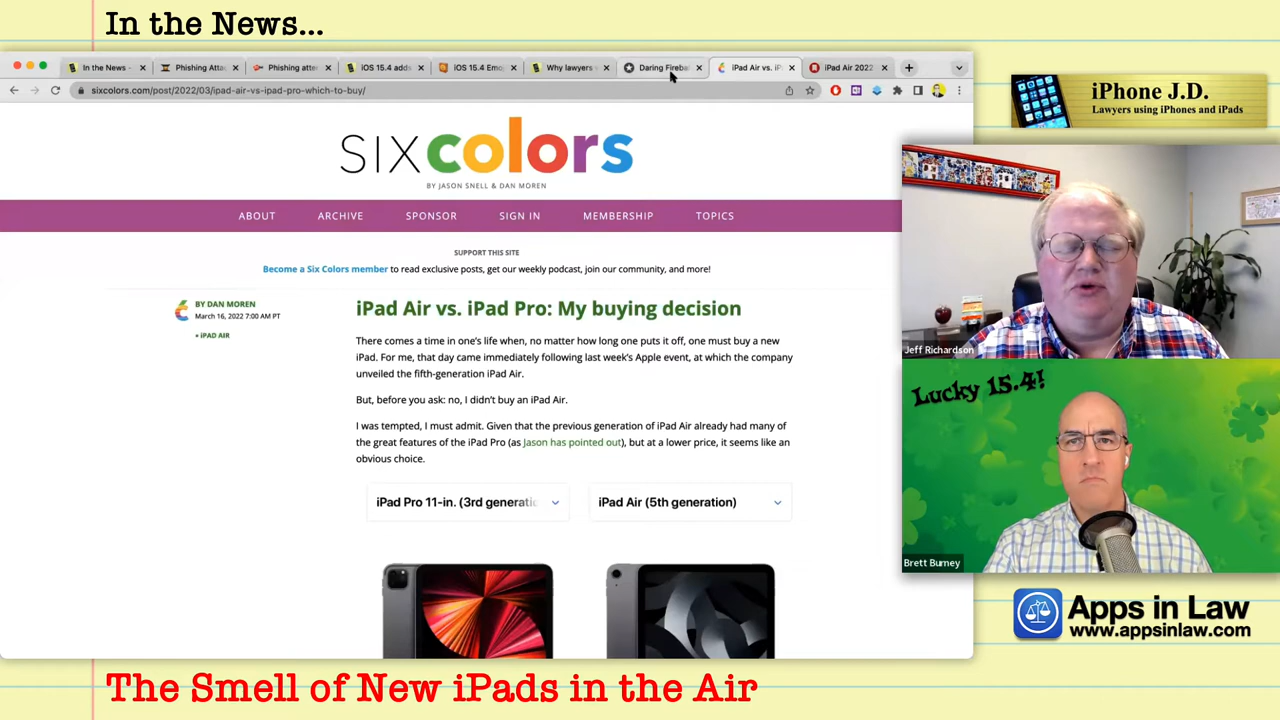 In the News...
In the News -
Phishing Atta
Phishing atte
iOS 15.4 adds
iOS 15.4 Emo
Why lawyers
Daring Fireba
iPad Air vs. iP
iPad Air 2022
sixcolors.com/post/2022/03/ipad-air-vs-ipad-pro-which-to-buy/
iPhone J.D.
Lawyers using iPhones and iPads
SIXcolors
BY JASON SNELL & DAN MOREN
ABOUT ARCHIVE SPONSOR SIGN IN MEMBERSHIP TOPICS
SUPPORT THIS SITE
Become a Six Colors member to read exclusive posts, get our weekly podcast, join our community, and more!
BY DAN MOREN
March 16, 2022 7:00 AM PT
• iPAD AIR
iPad Air vs. iPad Pro: My buying decision
There comes a time in one's life when, no matter how long one puts it off, one must buy a new
iPad. For me, that day came immediately following last week's Apple event, at which the company
unveiled the fifth-generation iPad Air.
But, before you ask: no, I didn't buy an iPad Air.
I was tempted, I must admit. Given that the previous generation of iPad Air already had many of
the great features of the iPad Pro (as Jason has pointed out), but at a lower price, it seems like an
obvious choice.
iPad Pro 11-in. (3rd generatio
iPad Air (5th generation)
Jeff Richardson
Lucky 15.4!
Brett Burney
Apps in Law
www.appsinlaw.com
The Smell of New iPads in the Air